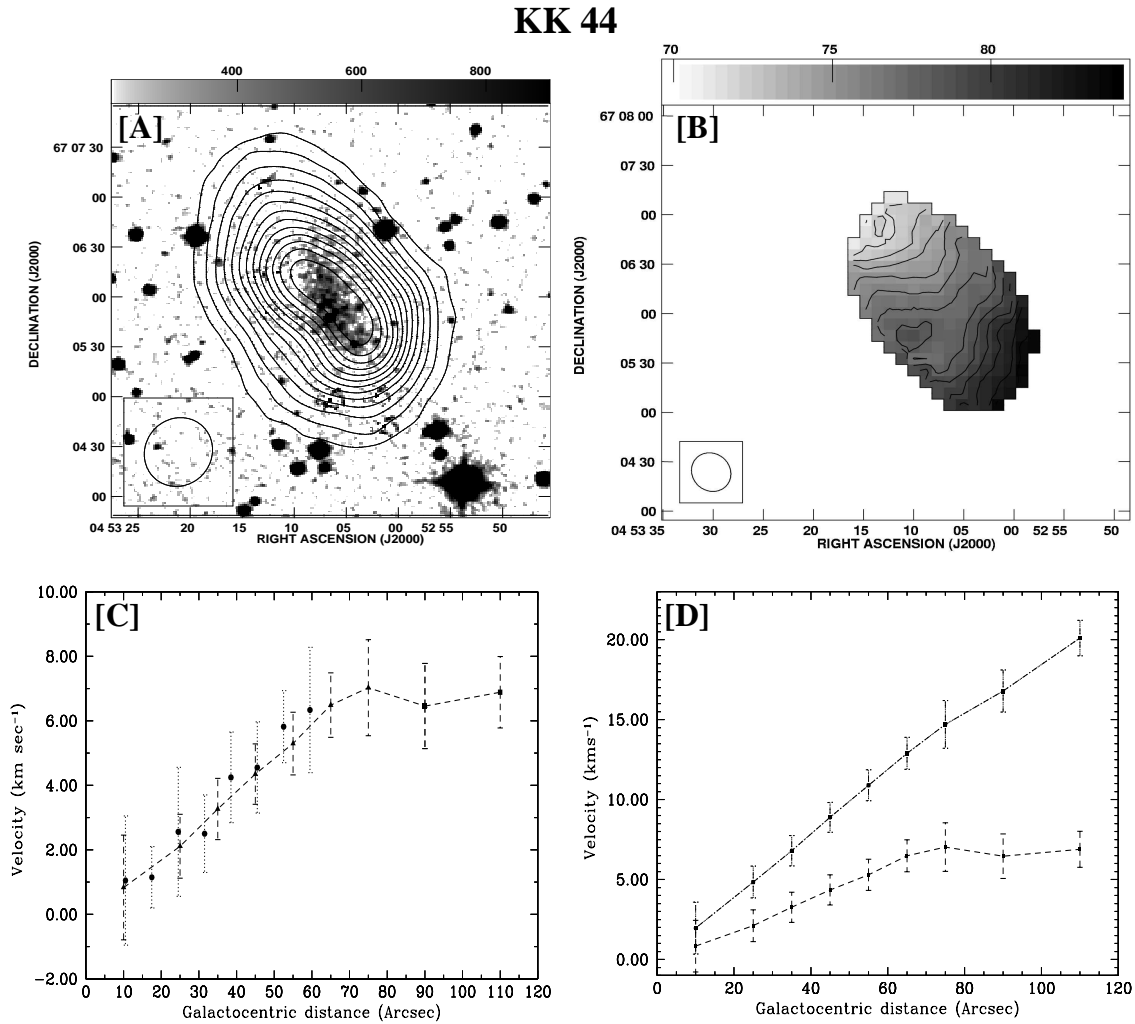 KK 44
400 600 800
[A]
67 07 30
00
06 30
00
05 30
00
04 30
00
DECLINATION (J2000)
04 53 25 20 15 10 05 00 52 55 50
RIGHT ASCENSION (J2000)
70 75 80
[B]
67 08 00
07 30
00
06 30
00
05 30
00
04 30
00
DECLINATION (J2000)
04 53 35 30 25 20 15 10 05 00 52 55 50
RIGHT ASCENSION (J2000)
[C]
10.00
8.00
6.00
4.00
2.00
0.00
−2.00
Velocity (km sec⁻¹)
0 10 20 30 40 50 60 70 80 90 100 110 120
Galactocentric distance (Arcsec)
[D]
20.00
15.00
10.00
5.00
0.00
Velocity (kms⁻¹)
0 20 40 60 80 100 120
Galactocentric distance (Arcsec)